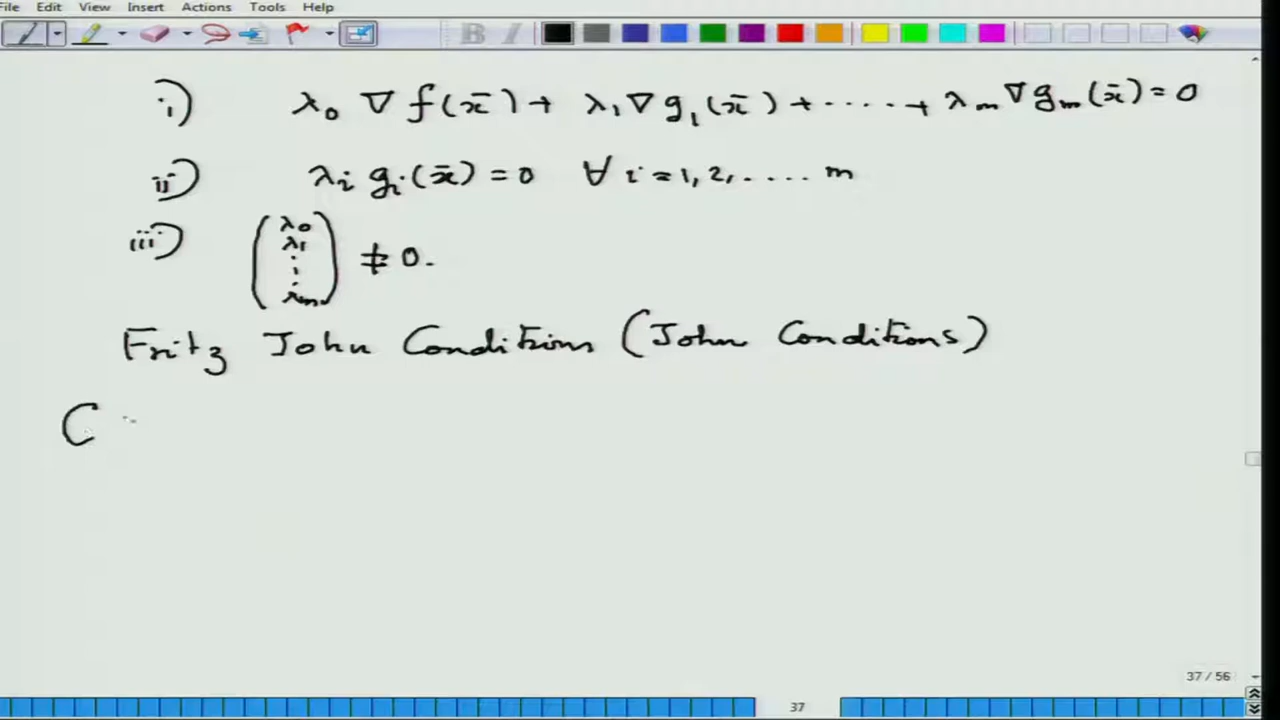 File Edit View Insert Actions Tools Help
B I
i) λ₀ ∇ f(x̄) + λ₁ ∇ g₁(x̄) + ..... + λₘ ∇ gₘ(x̄) = 0
ii) λᵢ gᵢ(x̄) = 0 ∀ i = 1, 2, .... m
iii) (λ₀ λ₁ ⋮ λₘ) ≠ 0.
Fritz John Conditions (John Conditions)
C
37 / 56
37